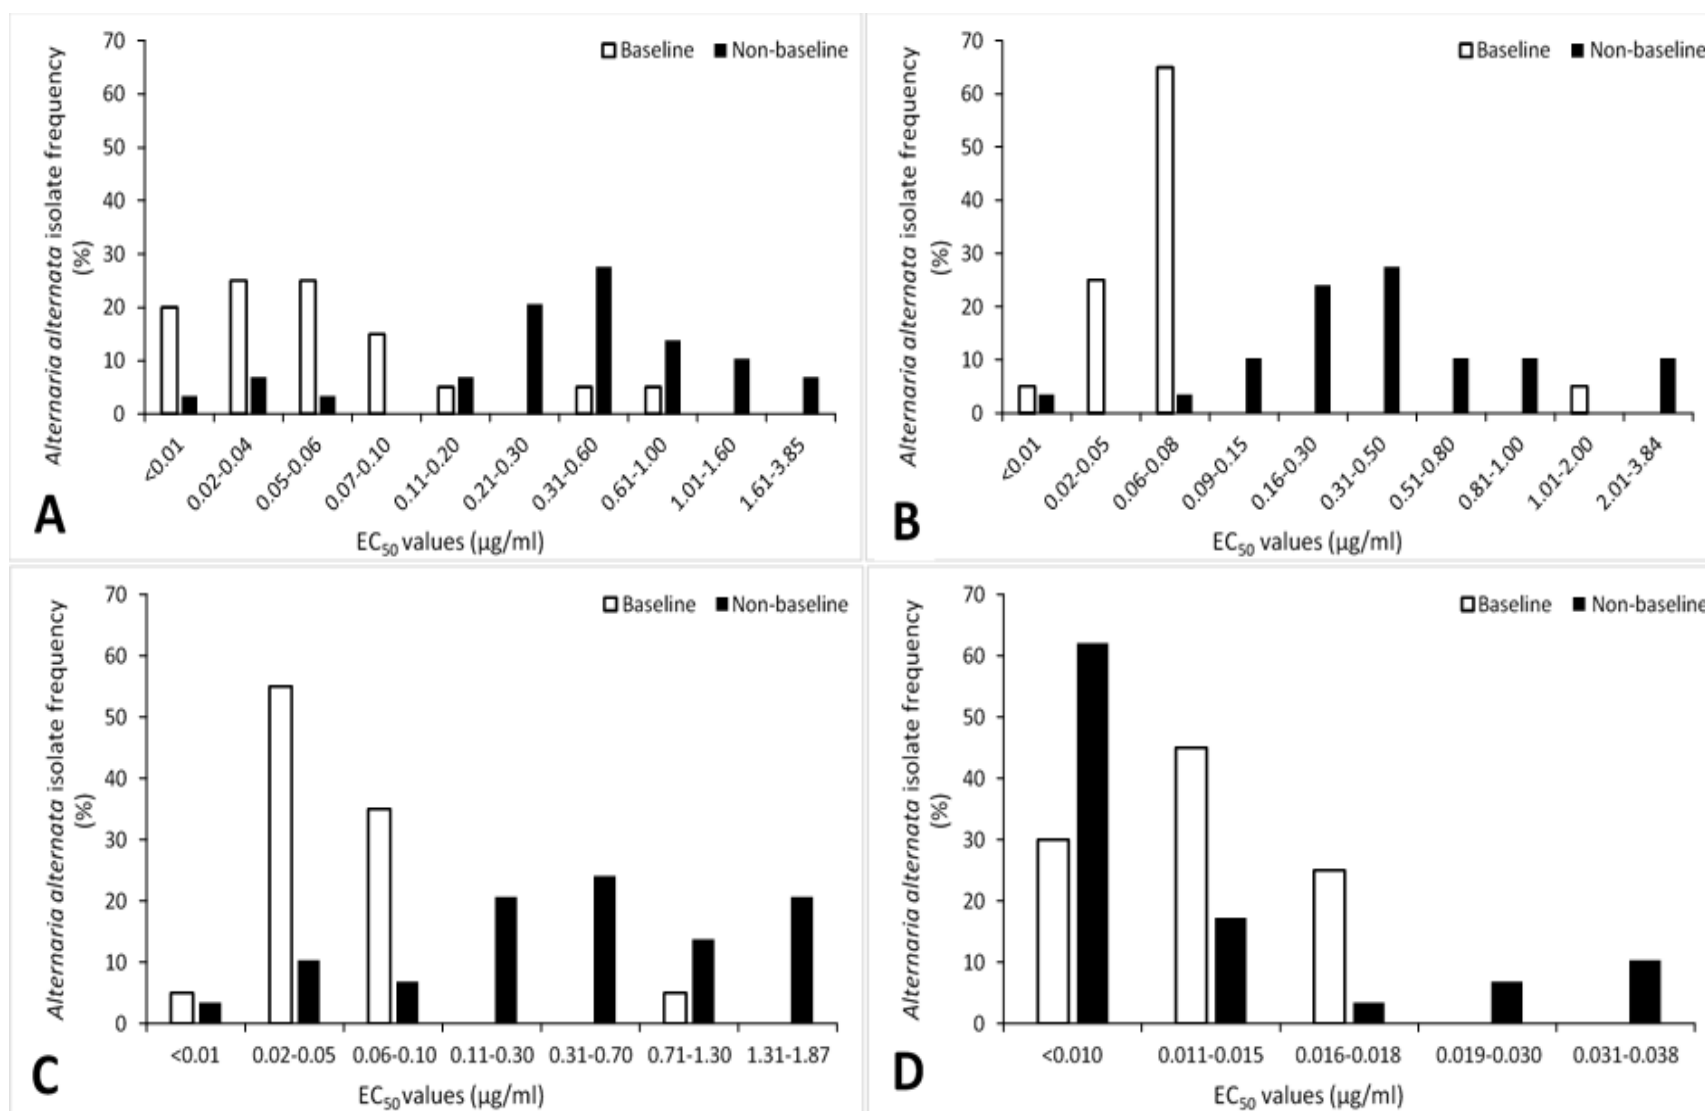 Alternaria alternata isolate frequency
(%)
70
60
50
40
30
20
10
0
Baseline Non-baseline
<0.01 0.02-0.04 0.05-0.06 0.07-0.10 0.11-0.20 0.21-0.30 0.31-0.60 0.61-1.00 1.01-1.60 1.61-3.85
A
EC50 values (µg/ml)
Alternaria alternata isolate frequency
(%)
70
60
50
40
30
20
10
0
Baseline Non-baseline
<0.01 0.02-0.05 0.06-0.08 0.09-0.15 0.16-0.30 0.31-0.50 0.51-0.80 0.81-1.00 1.01-2.00 2.01-3.84
B
EC50 values (µg/ml)
Alternaria alternata isolate frequency
(%)
70
60
50
40
30
20
10
0
Baseline Non-baseline
<0.01 0.02-0.05 0.06-0.10 0.11-0.30 0.31-0.70 0.71-1.30 1.31-1.87
C
EC50 values (µg/ml)
Alternaria alternata isolate frequency
(%)
70
60
50
40
30
20
10
0
Baseline Non-baseline
<0.010 0.011-0.015 0.016-0.018 0.019-0.030 0.031-0.038
D
EC50 values (µg/ml)